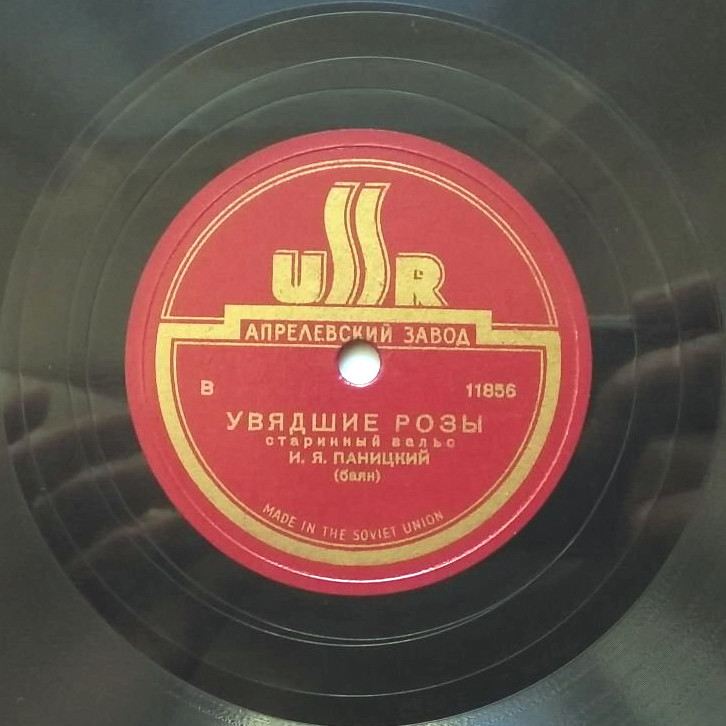 USSR
АПРЕЛЕВСКИЙ ЗАВОД
В 11856
УВЯДШИЕ РОЗЫ
старинный вальс
И. Я. ПАНИЦКИЙ
(баян)
MADE IN THE SOVIET UNION